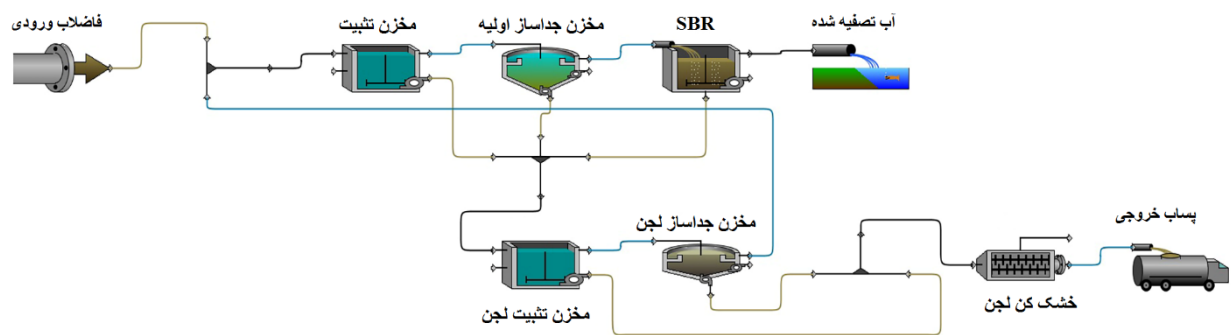 فاضلاب ورودی
مخزن تثبیت
مخزن جداساز اولیه
SBR
آب تصفیه شده
مخزن جداساز لجن
پساب خروجی
مخزن تثبیت لجن
خشک کن لجن